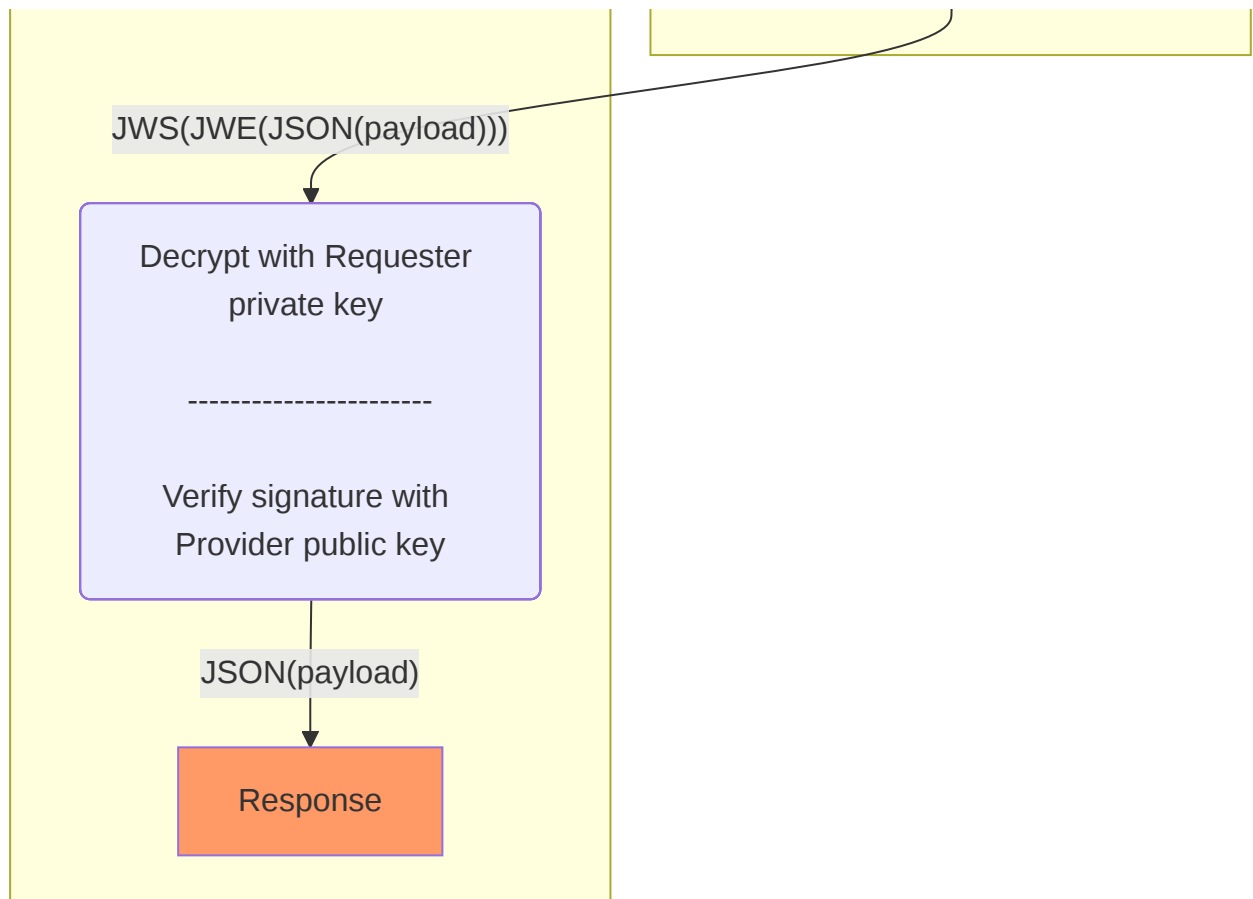 JWS(JWE(JSON(payload)))
Decrypt with Requester
private key
-----------------------
Verify signature with
Provider public key
JSON(payload)
Response